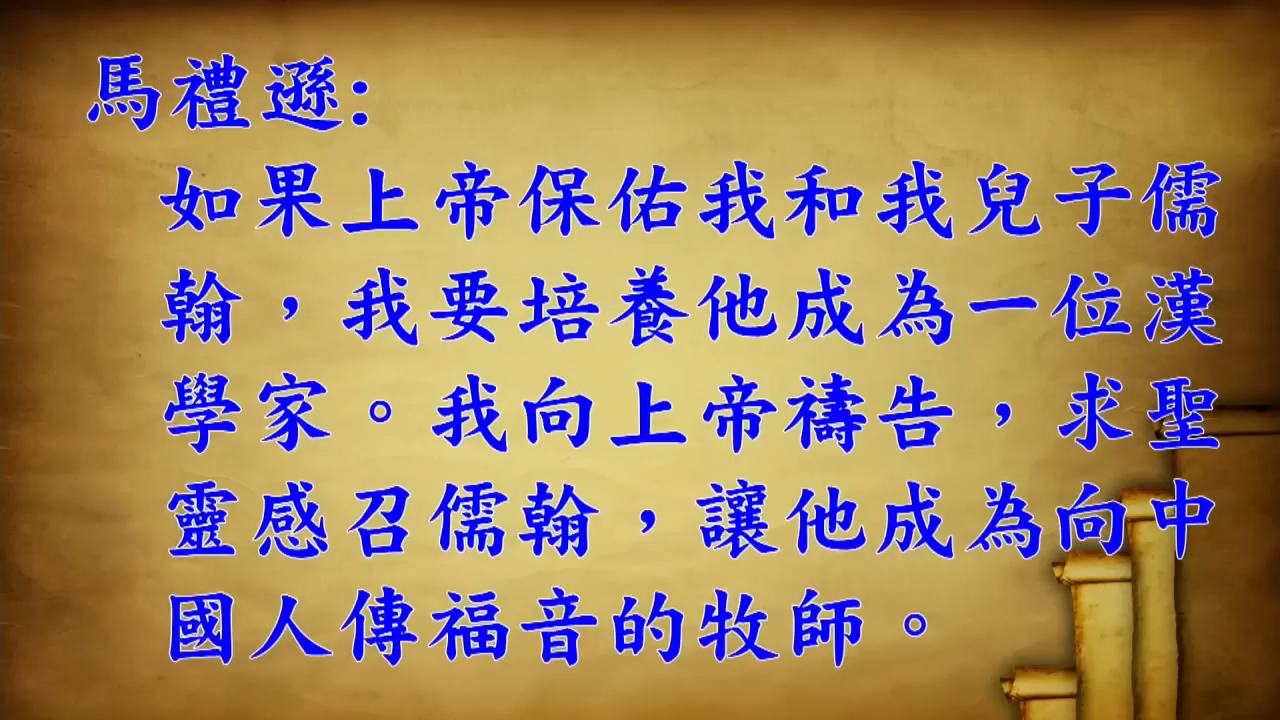 馬禮遜:
如果上帝保佑我和我兒子儒
翰，我要培養他成為一位漢
學家。我向上帝禱告，求聖
靈感召儒翰，讓他成為向中
國人傳福音的牧師。